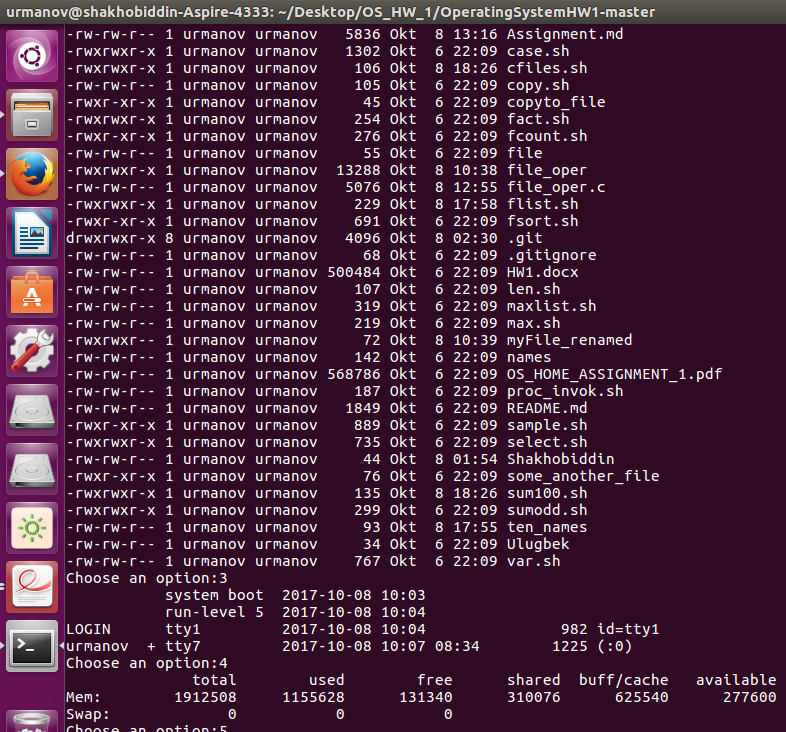 urmanov@shakhobiddin-Aspire-4333: ~/Desktop/OS_HW_1/OperatingSystemHW1-master
-rw-rw-r-- 1 urmanov urmanov   5836 Okt  8 13:16 Assignment.md
-rwxrwxr-x 1 urmanov urmanov   1302 Okt  6 22:09 case.sh
-rwxrwxr-x 1 urmanov urmanov    106 Okt  8 18:26 cfiles.sh
-rw-rw-r-- 1 urmanov urmanov    105 Okt  6 22:09 copy.sh
-rwxr-xr-x 1 urmanov urmanov     45 Okt  6 22:09 copyto_file
-rwxrwxr-x 1 urmanov urmanov    254 Okt  6 22:09 fact.sh
-rwxrwxr-x 1 urmanov urmanov    276 Okt  6 22:09 fcount.sh
-rw-rw-r-- 1 urmanov urmanov     55 Okt  6 22:09 file
-rwxrwxr-x 1 urmanov urmanov  13288 Okt  8 10:38 file_oper
-rw-rw-r-- 1 urmanov urmanov   5076 Okt  8 12:55 file_oper.c
-rwxrwxr-x 1 urmanov urmanov    229 Okt  8 17:58 flist.sh
-rwxr-xr-x 1 urmanov urmanov    691 Okt  6 22:09 fsort.sh
drwxrwxr-x 8 urmanov urmanov   4096 Okt  8 02:30 .git
-rw-rw-r-- 1 urmanov urmanov     68 Okt  6 22:09 .gitignore
-rw-rw-r-- 1 urmanov urmanov 500484 Okt  6 22:09 HW1.docx
-rw-rw-r-- 1 urmanov urmanov    107 Okt  6 22:09 len.sh
-rwxrwxr-x 1 urmanov urmanov    319 Okt  6 22:09 maxlist.sh
-rw-rw-r-- 1 urmanov urmanov    219 Okt  6 22:09 max.sh
-rwxrwxr-x 1 urmanov urmanov     72 Okt  8 10:39 myFile_renamed
-rw-rw-r-- 1 urmanov urmanov    142 Okt  6 22:09 names
-rw-rw-r-- 1 urmanov urmanov 568786 Okt  6 22:09 OS_HOME_ASSIGNMENT_1.pdf
-rw-rw-r-- 1 urmanov urmanov    187 Okt  6 22:09 proc_invok.sh
-rw-rw-r-- 1 urmanov urmanov   1849 Okt  6 22:09 README.md
-rwxr-xr-x 1 urmanov urmanov    889 Okt  6 22:09 sample.sh
-rwxrwxr-x 1 urmanov urmanov    735 Okt  6 22:09 select.sh
-rw-rw-r-- 1 urmanov urmanov     44 Okt  8 01:54 Shakhobiddin
-rwxr-xr-x 1 urmanov urmanov     76 Okt  6 22:09 some_another_file
-rwxrwxr-x 1 urmanov urmanov    135 Okt  8 18:26 sum100.sh
-rwxrwxr-x 1 urmanov urmanov    299 Okt  6 22:09 sumodd.sh
-rw-rw-r-- 1 urmanov urmanov     93 Okt  8 17:55 ten_names
-rw-rw-r-- 1 urmanov urmanov     34 Okt  6 22:09 Ulugbek
-rw-rw-r-- 1 urmanov urmanov    767 Okt  6 22:09 var.sh
Choose an option:3
           system boot  2017-10-08 10:03
           run-level 5  2017-10-08 10:04
LOGIN      tty1         2017-10-08 10:04               982 id=tty1
urmanov  + tty7         2017-10-08 10:07 08:34        1225 (:0)
Choose an option:4
              total        used        free      shared  buff/cache   available
Mem:        1912508     1155628      131340      310076      625540      277600
Swap:             0           0           0
Choose an option:5